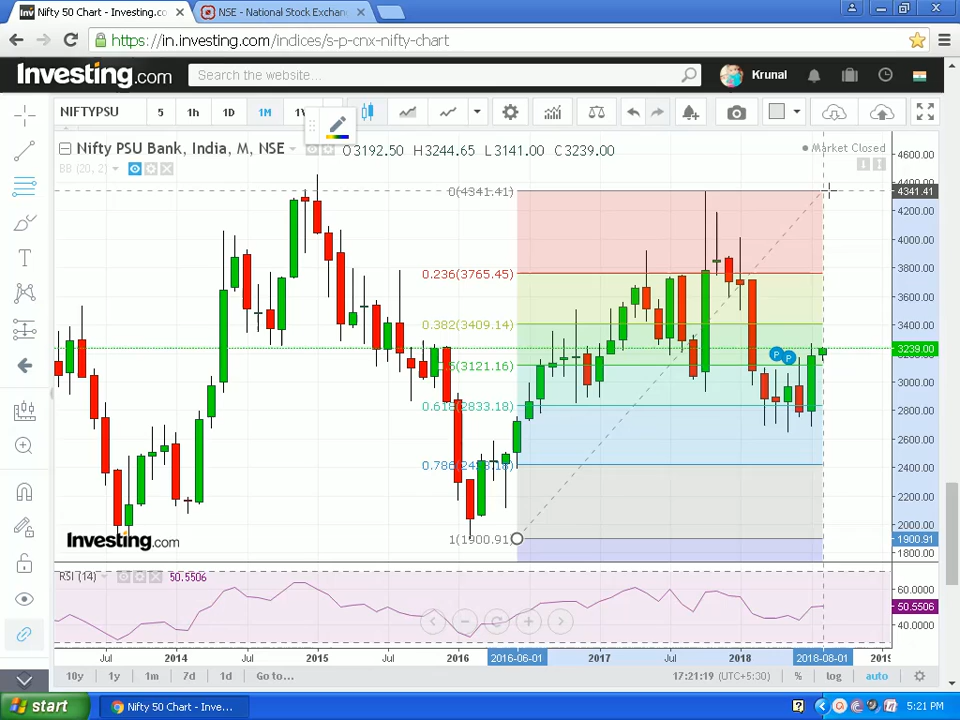 Nifty 50 Chart - Investing.co
NSE - National Stock Exchan
https://in.investing.com/indices/s-p-cnx-nifty-chart
Investing.com
Search the website...
Krunal
NIFTYPSU
5
1h
1D
1M
Nifty PSU Bank, India, M, NSE
O3192.50 H3244.65 L3141.00 C3239.00
Market Closed
BB (20, 2)
4600.00
0(4341.41)
4341.41
4200.00
4000.00
3800.00
0.236(3765.45)
3600.00
0.382(3409.14)
3400.00
3239.00
P
P
3000.00
2800.00
0.618(2833.18)
2600.00
2400.00
2200.00
2000.00
1(1900.91)
1900.91
1800.00
Investing.com
RSI (14)
50.5506
60.0000
50.5506
40.0000
Jul
2014
Jul
2015
Jul
2016
2016-06-01
2017
Jul
2018
2018-08-01
10y
1y
1m
7d
1d
Go to...
17:21:19 (UTC+5:30)
%
log
auto
start
Nifty 50 Chart - Inve...
5:21 PM